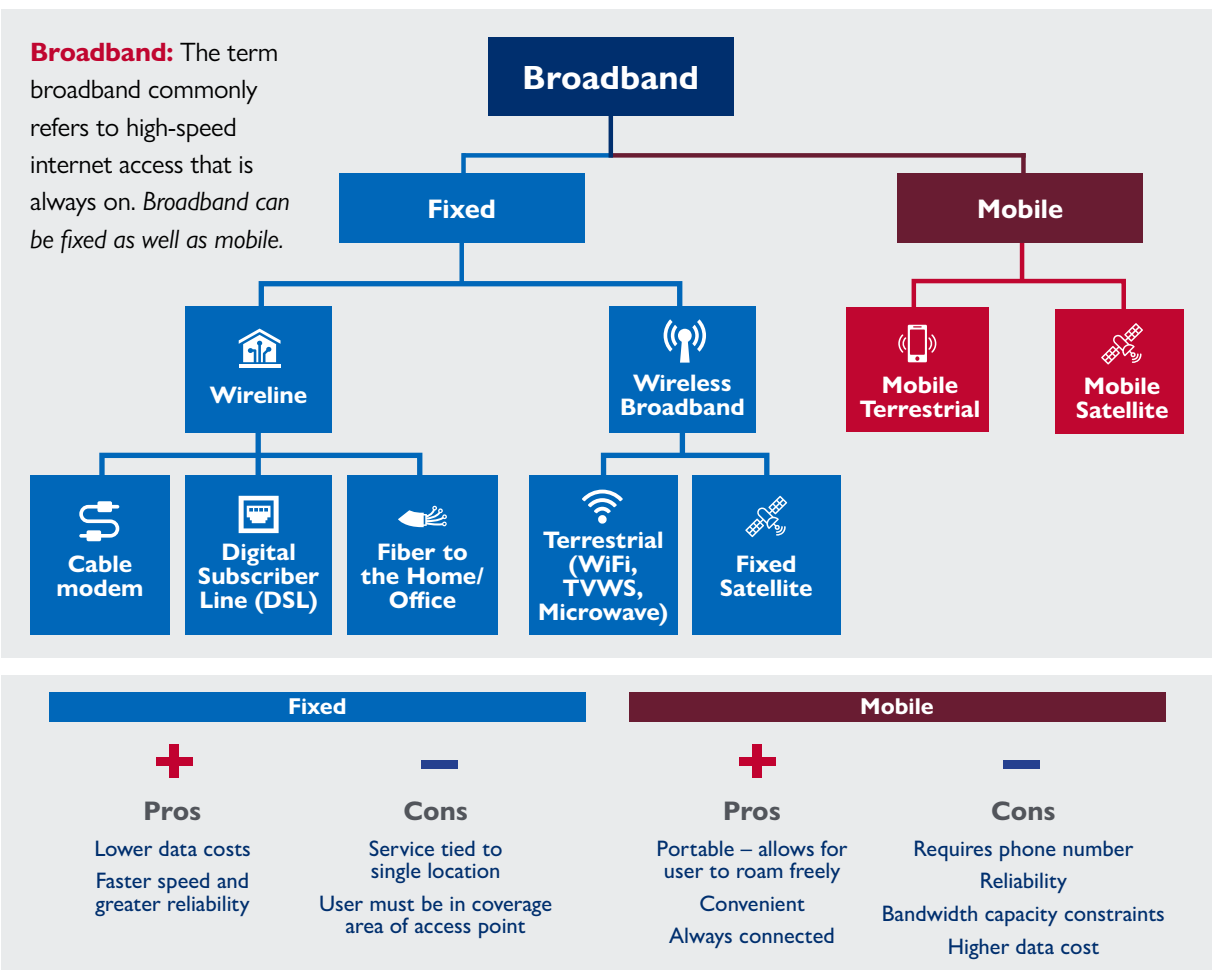 Broadband: The term
broadband commonly
refers to high-speed
internet access that is
always on. Broadband can
be fixed as well as mobile.
Broadband
Fixed
Mobile
Wireline
Wireless
Broadband
Mobile
Terrestrial
Mobile
Satellite
Cable
modem
Digital
Subscriber
Line (DSL)
Fiber to
the Home/
Office
Terrestrial
(WiFi,
TVWS,
Microwave)
Fixed
Satellite
Fixed
Pros
Lower data costs
Faster speed and
greater reliability
Cons
Service tied to
single location
User must be in coverage
area of access point
Mobile
Pros
Portable – allows for
user to roam freely
Convenient
Always connected
Cons
Requires phone number
Reliability
Bandwidth capacity constraints
Higher data cost